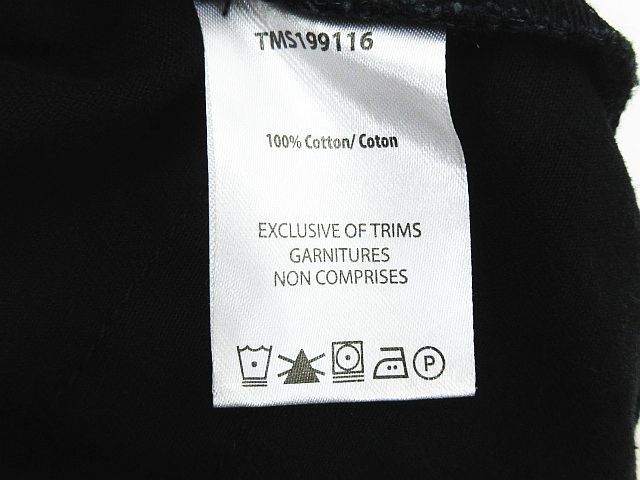 TMS199116
100% Cotton/ Coton
EXCLUSIVE OF TRIMS
GARNITURES
NON COMPRISES
P